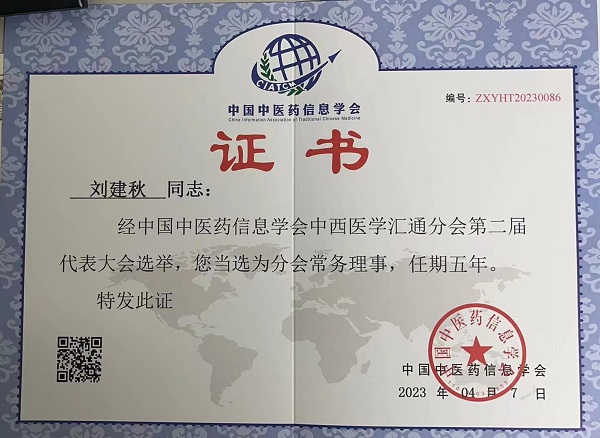 CIATCM
中国中医药信息学会
China Information Association of Traditional Chinese Medicine
编号：ZXYHT20230086
证书
刘建秋 同志：
经中国中医药信息学会中西医学汇通分会第二届
代表大会选举，您当选为分会常务理事，任期五年。
特发此证
中国中医药信息学会
中国中医药信息学会
2023 年 04 月 7 日